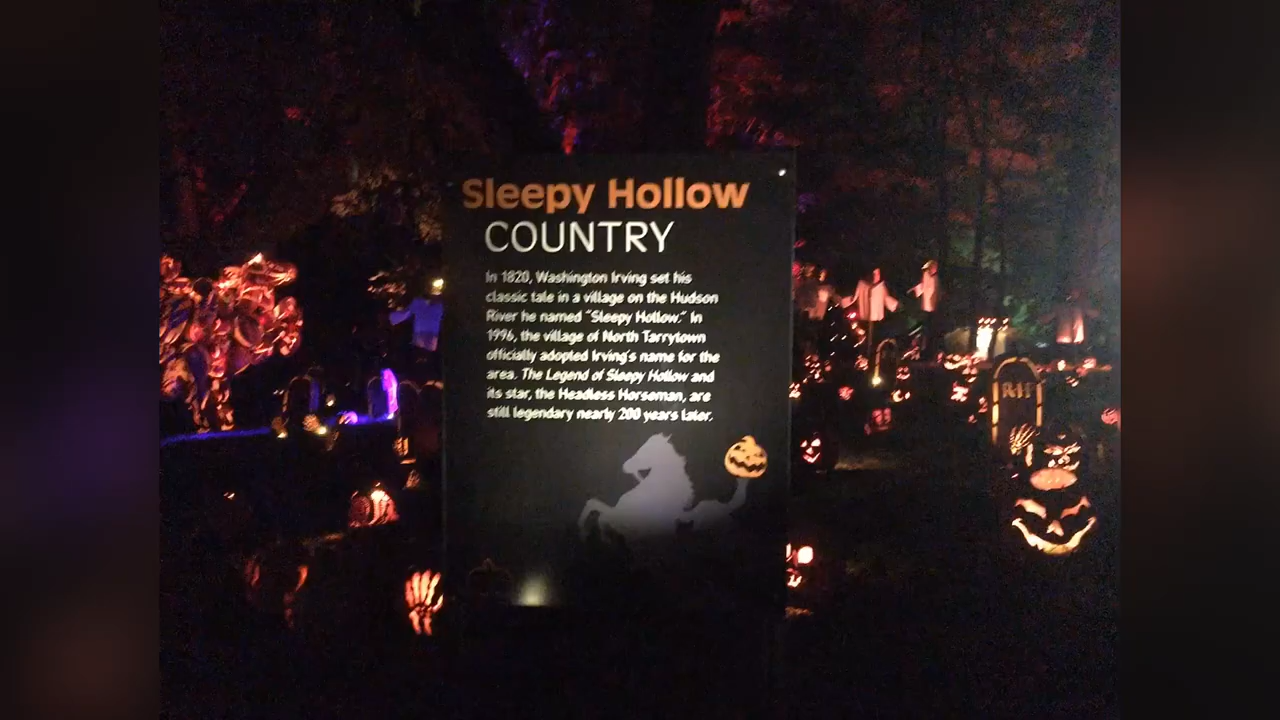 Sleepy Hollow
COUNTRY
In 1820, Washington Irving set his
classic tale in a village on the Hudson
River he named "Sleepy Hollow." In
1996, the village of North Tarrytown
officially adopted Irving's name for the
area. The Legend of Sleepy Hollow and
its star, the Headless Horseman, are
still legendary nearly 200 years later.
RIP